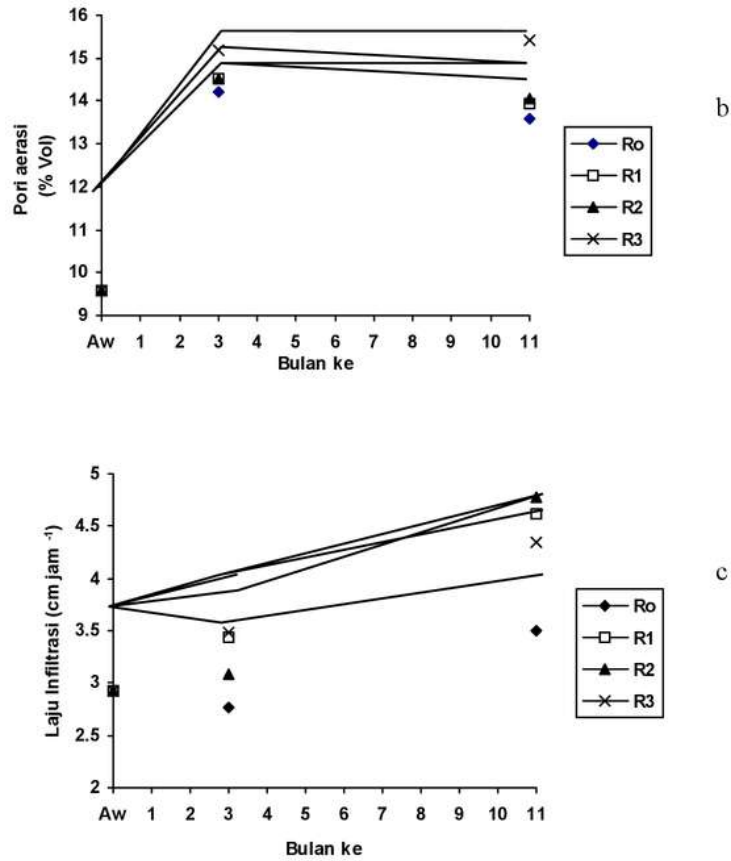 16
15
14
13
12
11
10
9
Pori aerasi
(% Vol)
Aw 1 2 3 4 5 6 7 8 9 10 11
Bulan ke
Ro
R1
R2
R3
b
5
4.5
4
3.5
3
2.5
2
Laju Infiltrasi (cm jam -1)
Aw 1 2 3 4 5 6 7 8 9 10 11
Bulan ke
Ro
R1
R2
R3
c